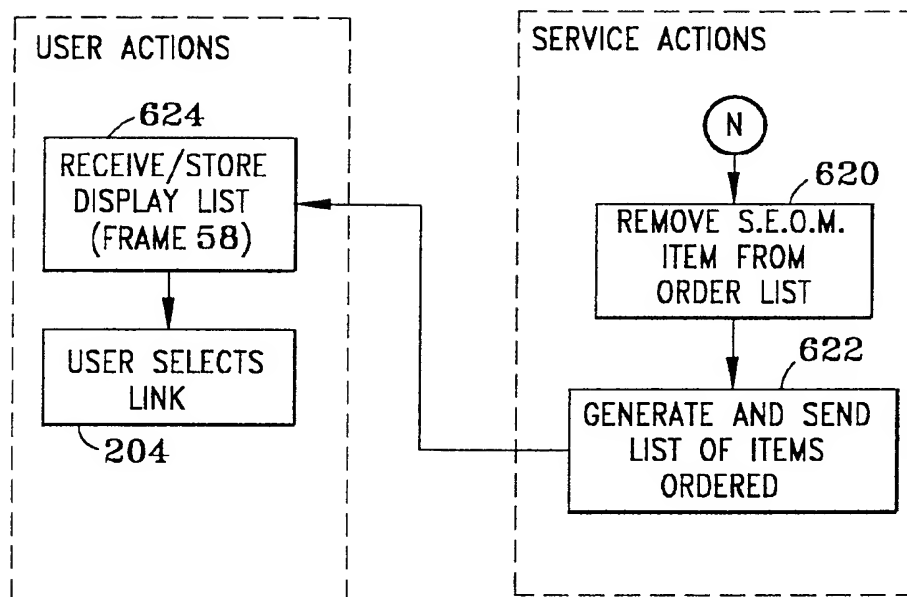 USER ACTIONS
624
RECEIVE/STORE
DISPLAY LIST
(FRAME 58)
USER SELECTS
LINK
204
SERVICE ACTIONS
N
620
REMOVE S.E.O.M.
ITEM FROM
ORDER LIST
622
GENERATE AND SEND
LIST OF ITEMS
ORDERED